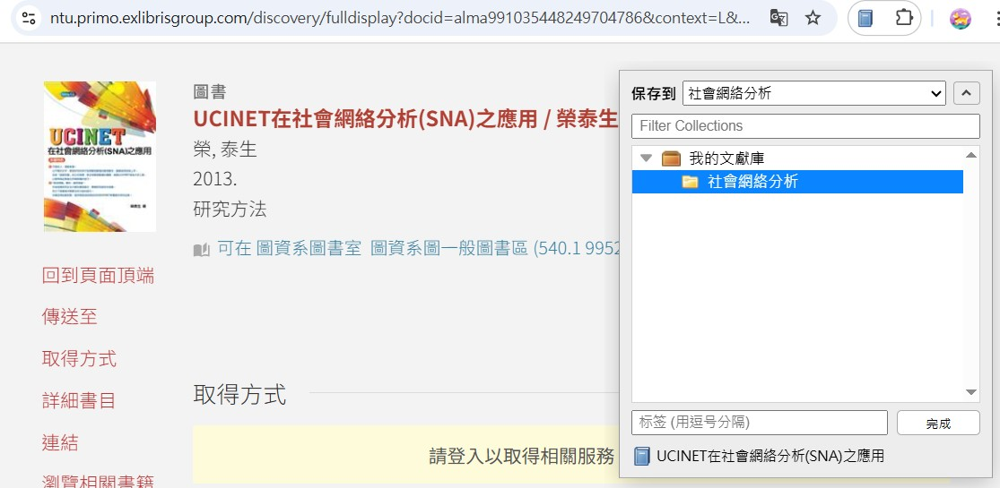 ntu.primo.exlibrisgroup.com/discovery/fulldisplay?docid=alma991035448249704786&context=L&...
圖書
UCINET在社會網絡分析(SNA)之應用 / 榮泰生
榮, 泰生
2013.
研究方法
可在 圖資系圖書室 圖資系圖一般圖書區 (540.1 9952
UCINET
在社會網絡分析(SNA)之應用
回到頁面頂端
傳送至
取得方式
詳細書目
連結
瀏覽相關書籍
取得方式
請登入以取得相關服務
保存到 社會網絡分析
Filter Collections
我的文獻庫
社會網絡分析
标签 (用逗号分隔) 完成
UCINET在社會網絡分析(SNA)之應用